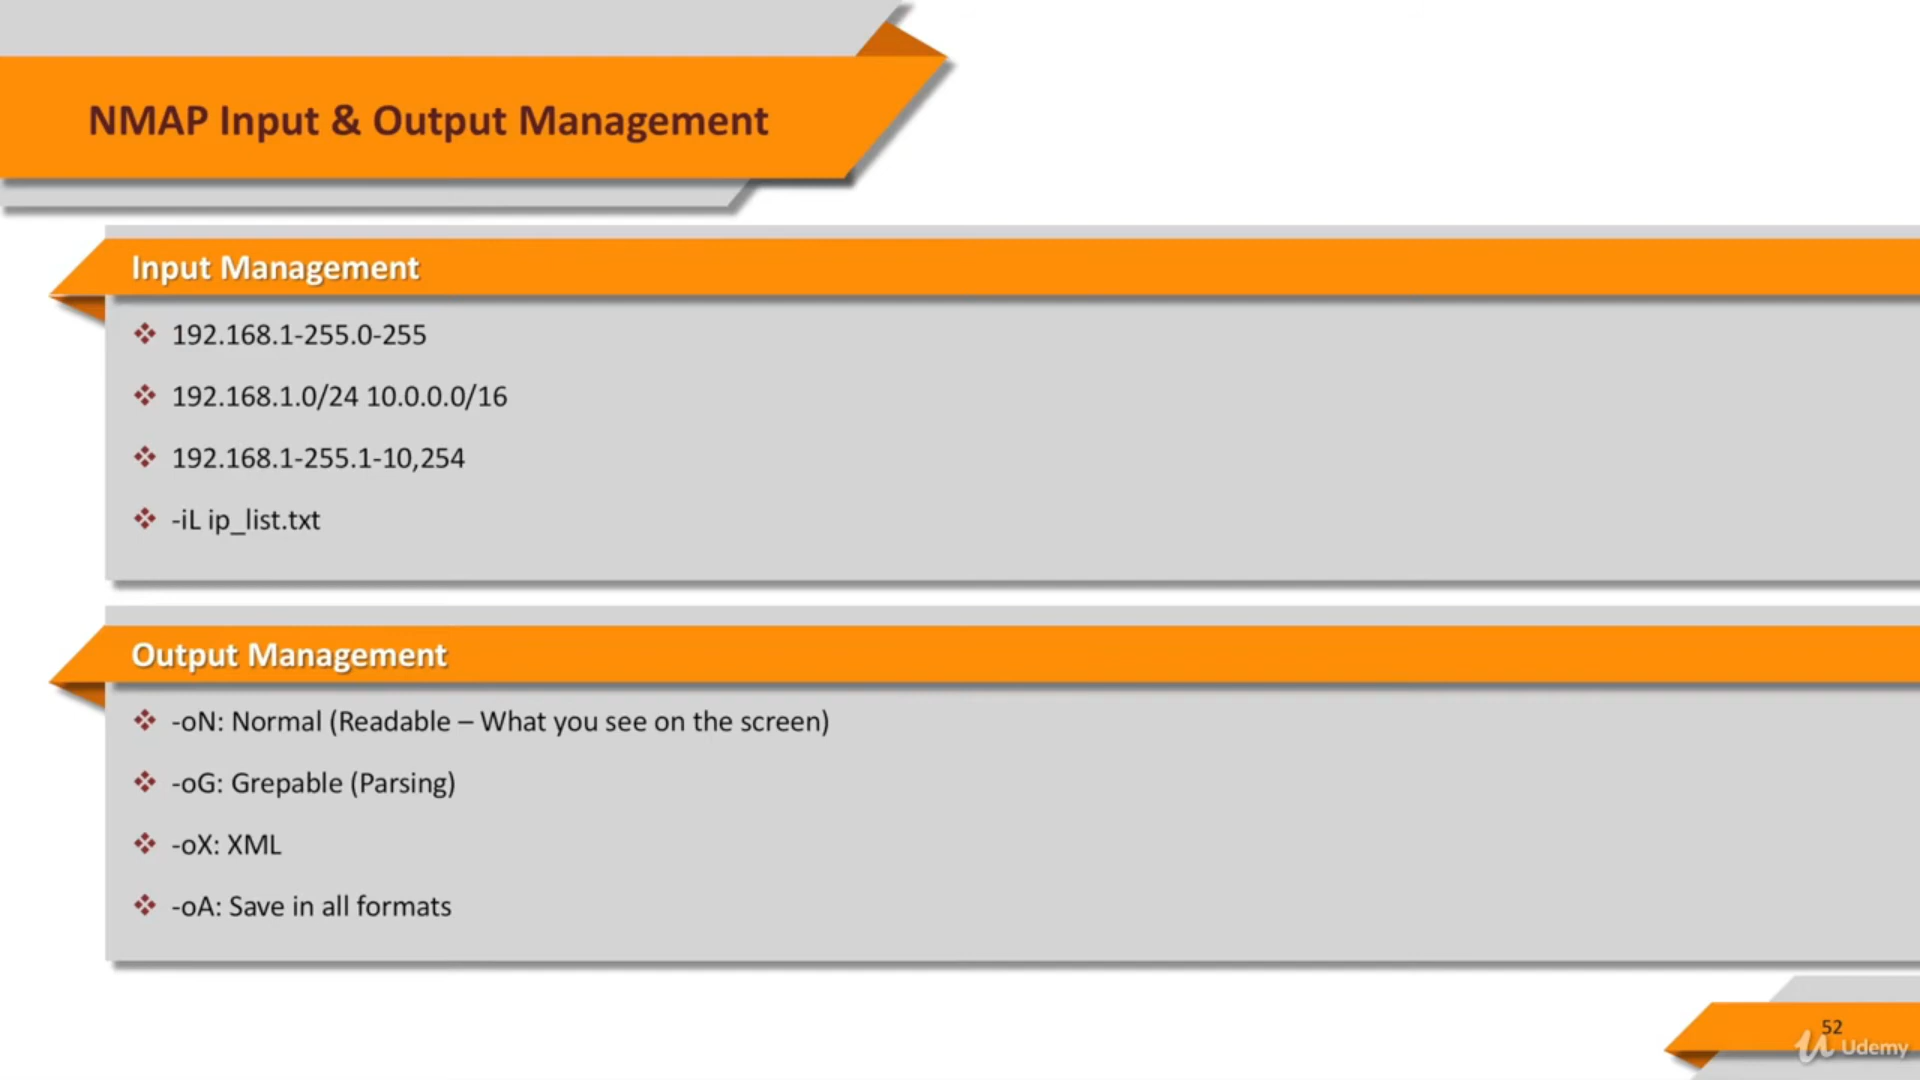 NMAP Input & Output Management
Input Management
192.168.1-255.0-255
192.168.1.0/24 10.0.0.0/16
192.168.1-255.1-10,254
-iL ip_list.txt
Output Management
-oN: Normal (Readable – What you see on the screen)
-oG: Grepable (Parsing)
-oX: XML
-oA: Save in all formats
52
Udemy